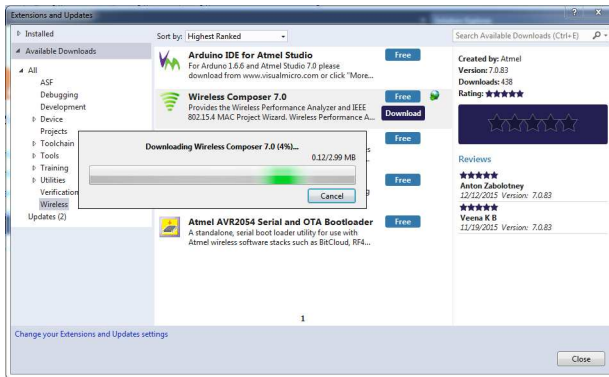 Extensions and Updates
Installed
Available Downloads
All
ASF
Debugging
Development
Device
Projects
Toolchain
Tools
Training
Utilities
Verification
Wireless
Updates (2)
Sort by: Highest Ranked
Arduino IDE for Atmel Studio
For Arduno 1.6.6 and Atmel Studio 7.0 please
download from www.visualmicro.com or click "More...
Free
Wireless Composer 7.0
Provides the Wireless Performance Analyzer and IEEE
802.15.4 MAC Project Wizard. Wireless Performance A...
Free
Download
Free
Downloading Wireless Composer 7.0 (4%)...
0.12/2.99 MB
Cancel
Free
Atmel AVR2054 Serial and OTA Bootloader
A standalone, serial boot loader utility for use with
Atmel wireless software stacks such as BitCloud, RF4...
Free
1
Search Available Downloads (Ctrl+E)
Created by: Atmel
Version: 7.0.83
Downloads: 438
Rating:
Reviews
Anton Zabolotney
12/12/2015 Version: 7.0.83
Veena K B
11/19/2015 Version: 7.0.83
Change your Extensions and Updates settings
Close